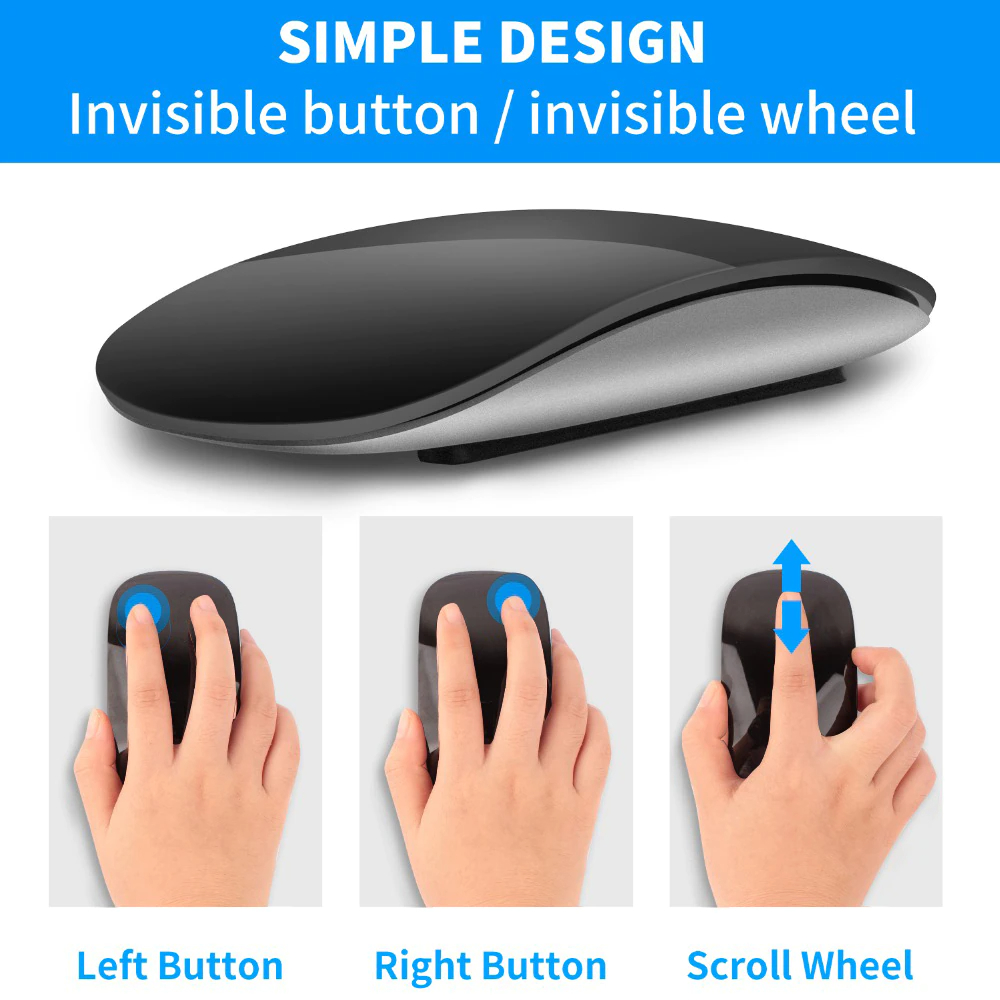 SIMPLE DESIGN
Invisible button / invisible wheel
Left Button
Right Button
Scroll Wheel